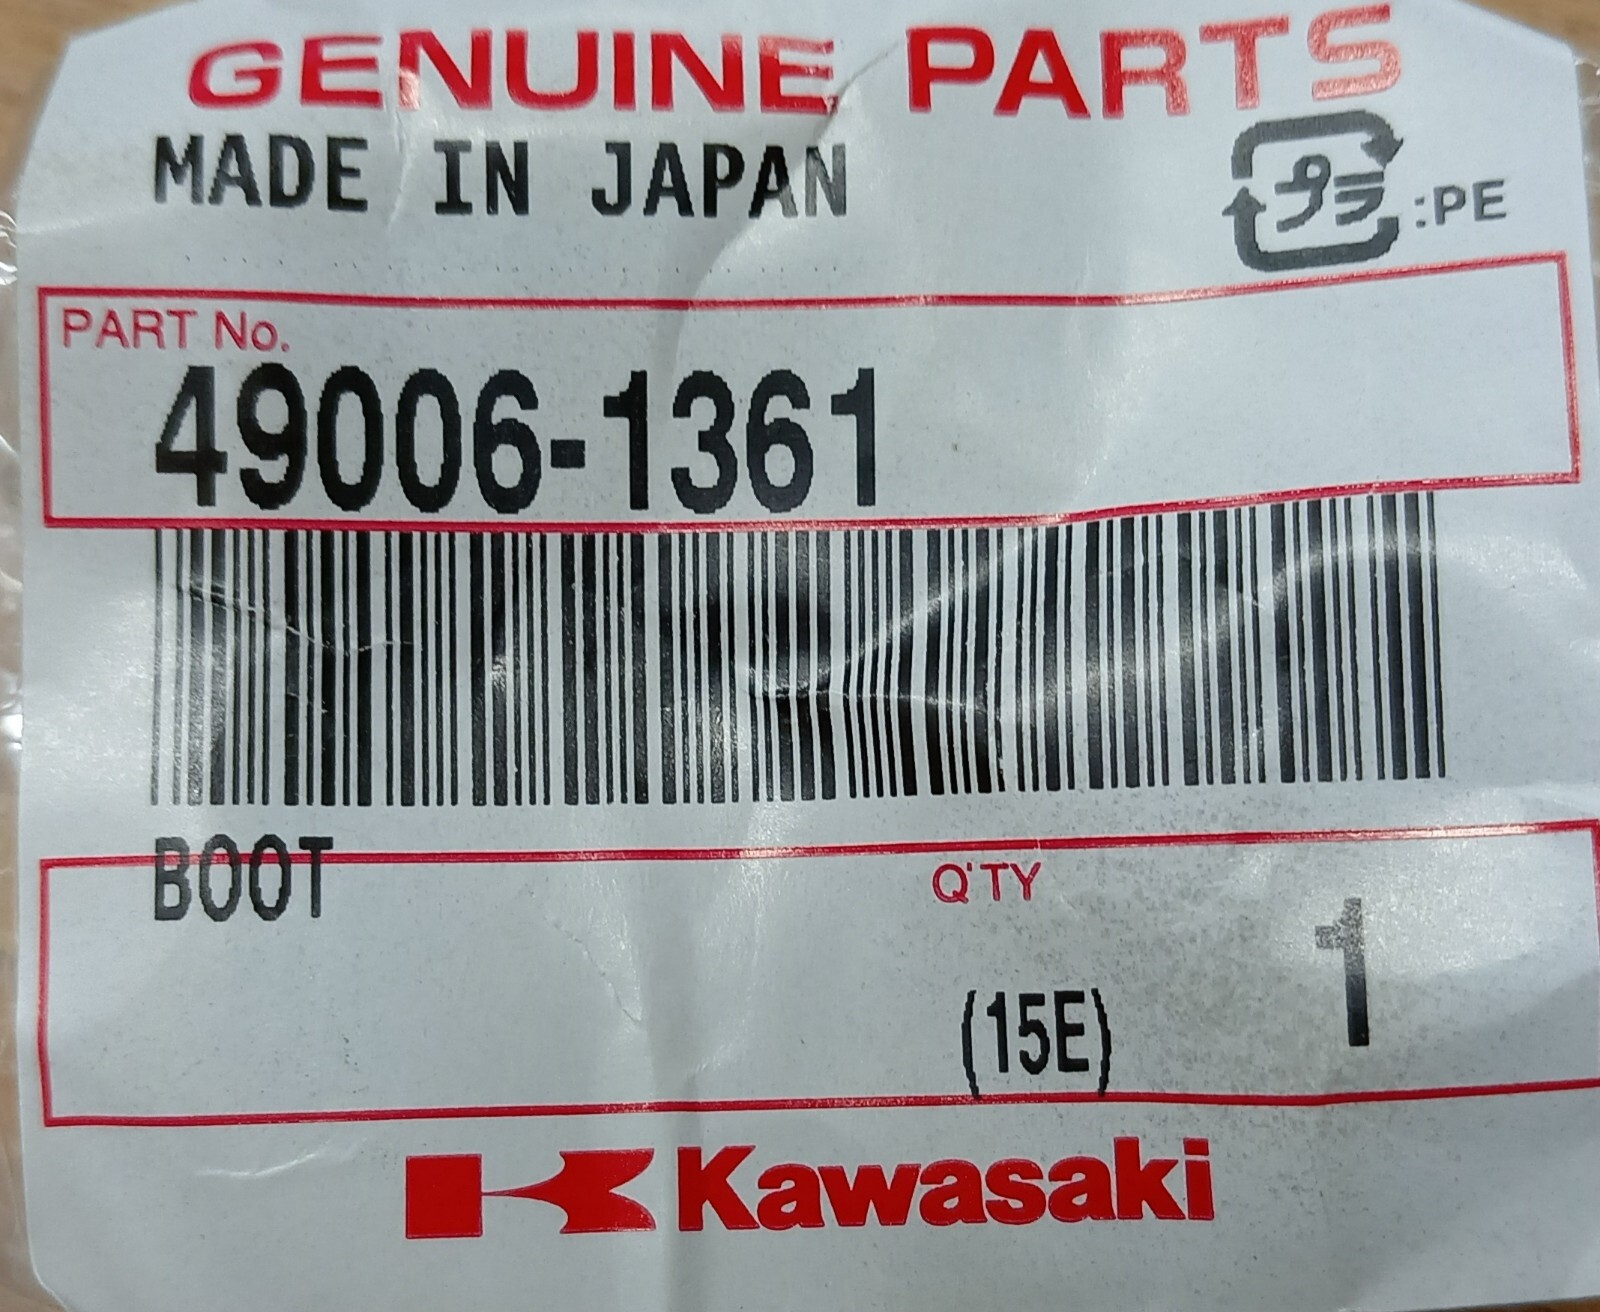 GENUINE PARTS
MADE IN JAPAN
プラ :PE
PART No.
49006-1361
BOOT
Q'TY
1
(15E)
Kawasaki